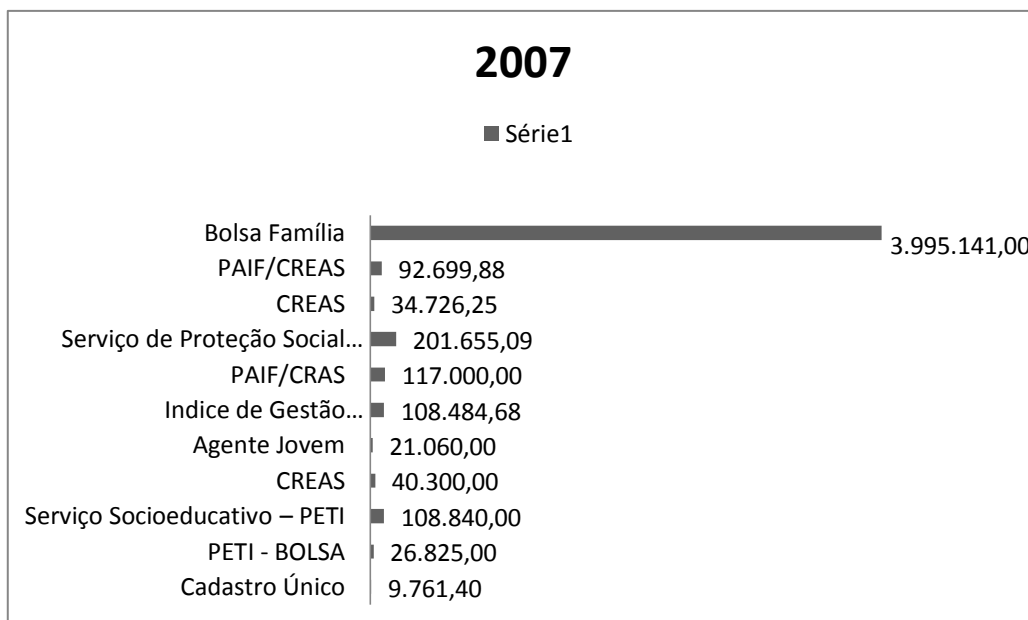 2007
Série1
Bolsa Família 3.995.141,00
PAIF/CREAS 92.699,88
CREAS 34.726,25
Serviço de Proteção Social... 201.655,09
PAIF/CRAS 117.000,00
Indice de Gestão... 108.484,68
Agente Jovem 21.060,00
CREAS 40.300,00
Serviço Socioeducativo – PETI 108.840,00
PETI - BOLSA 26.825,00
Cadastro Único 9.761,40